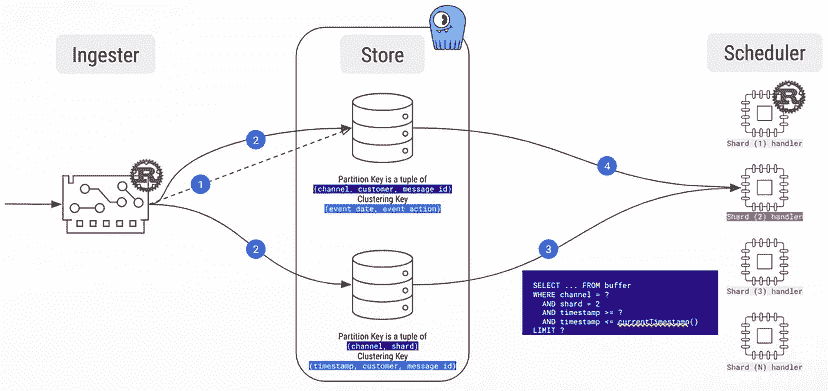 Ingester
Store
Scheduler
R
R
Shard (1) handler
2
4
1
Partition Key is a tuple of
(channel, customer, message id)
Clustering Key
(event date, event action)
Shard (2) handler
2
3
Shard (3) handler
SELECT ... FROM buffer
WHERE channel = ?
AND shard = 2
AND timestamp >= ?
AND timestamp <= currentTimestamp()
LIMIT ?
Partition Key is a tuple of
(channel, shard)
Clustering Key
(timestamp, customer, message id)
Shard (N) handler